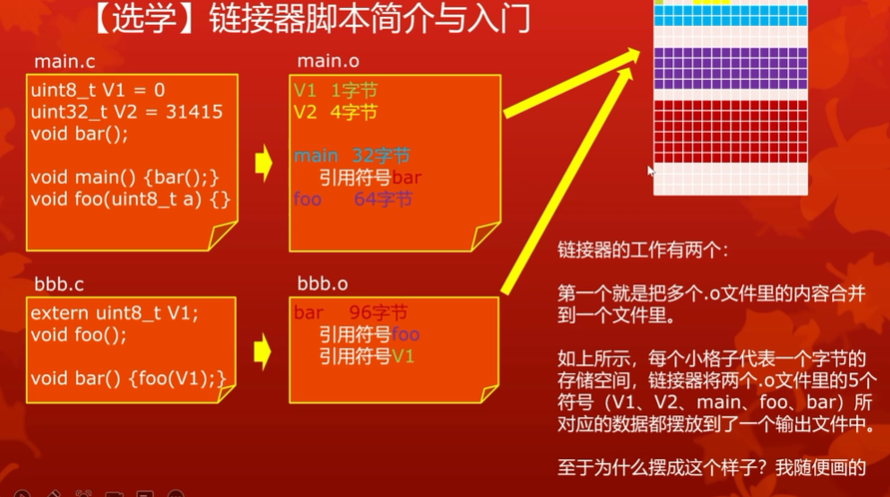 【选学】链接器脚本简介与入门
main.c
uint8_t V1 = 0
uint32_t V2 = 31415
void bar();
void main() {bar();}
void foo(uint8_t a) {}
main.o
V1 1字节
V2 4字节
main 32字节
引用符号bar
foo 64字节
bbb.c
extern uint8_t V1;
void foo();
void bar() {foo(V1);}
bbb.o
bar 96字节
引用符号foo
引用符号V1
链接器的工作有两个：
第一个就是把多个.o文件里的内容合并
到一个文件里。
如上所示，每个小格子代表一个字节的
存储空间，链接器将两个.o文件里的5个
符号（V1、V2、main、foo、bar）所
对应的数据都摆放到了一个输出文件中。
至于为什么摆成这个样子？我随便画的